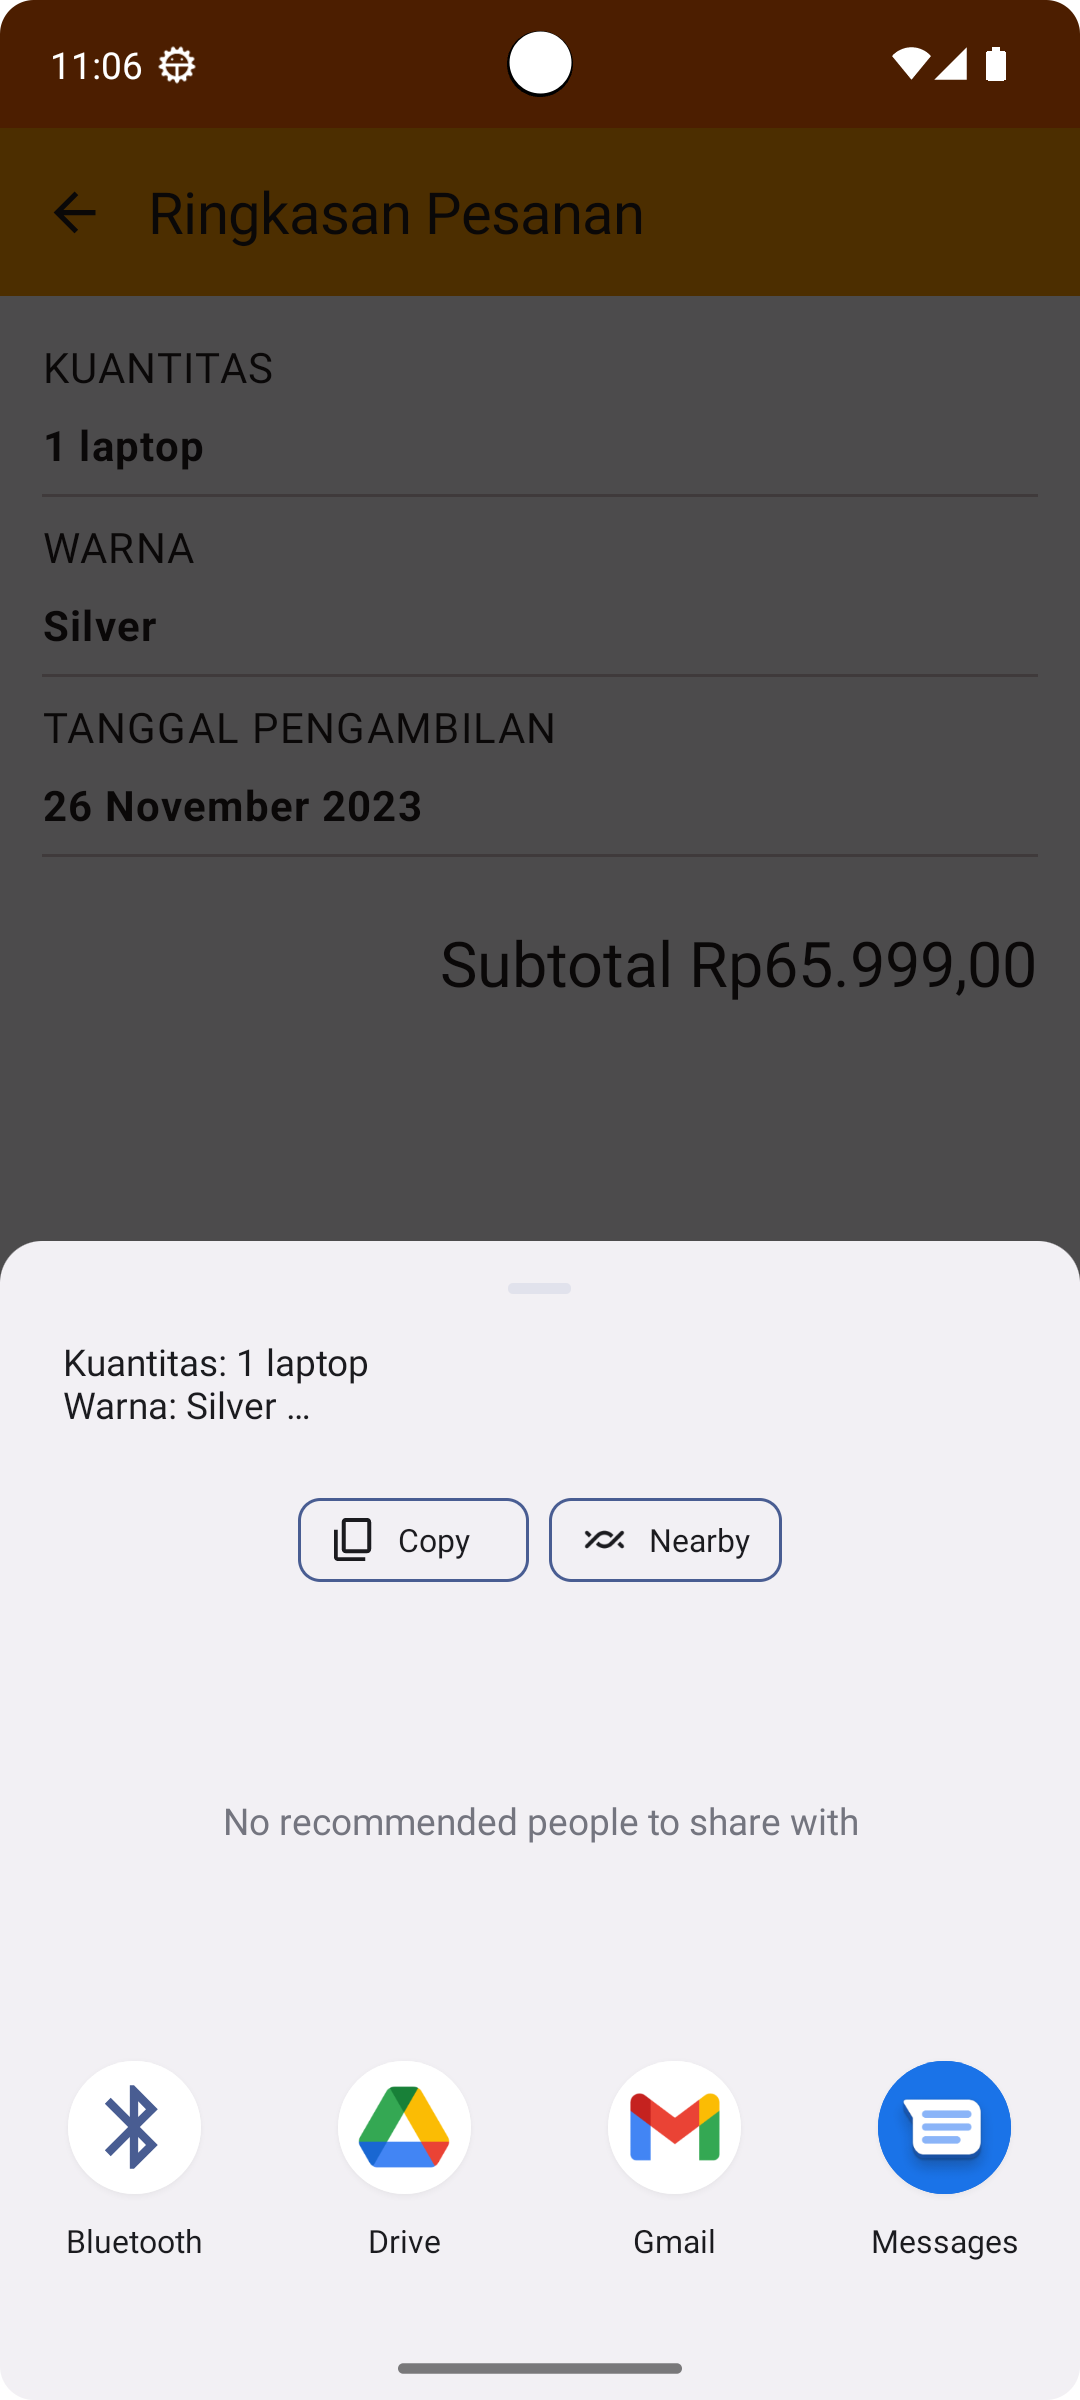 11:06
Ringkasan Pesanan
KUANTITAS
1 laptop
WARNA
Silver
TANGGAL PENGAMBILAN
26 November 2023
Subtotal Rp65.999,00
Kuantitas: 1 laptop
Warna: Silver ...
Copy
Nearby
No recommended people to share with
Bluetooth
Drive
Gmail
Messages